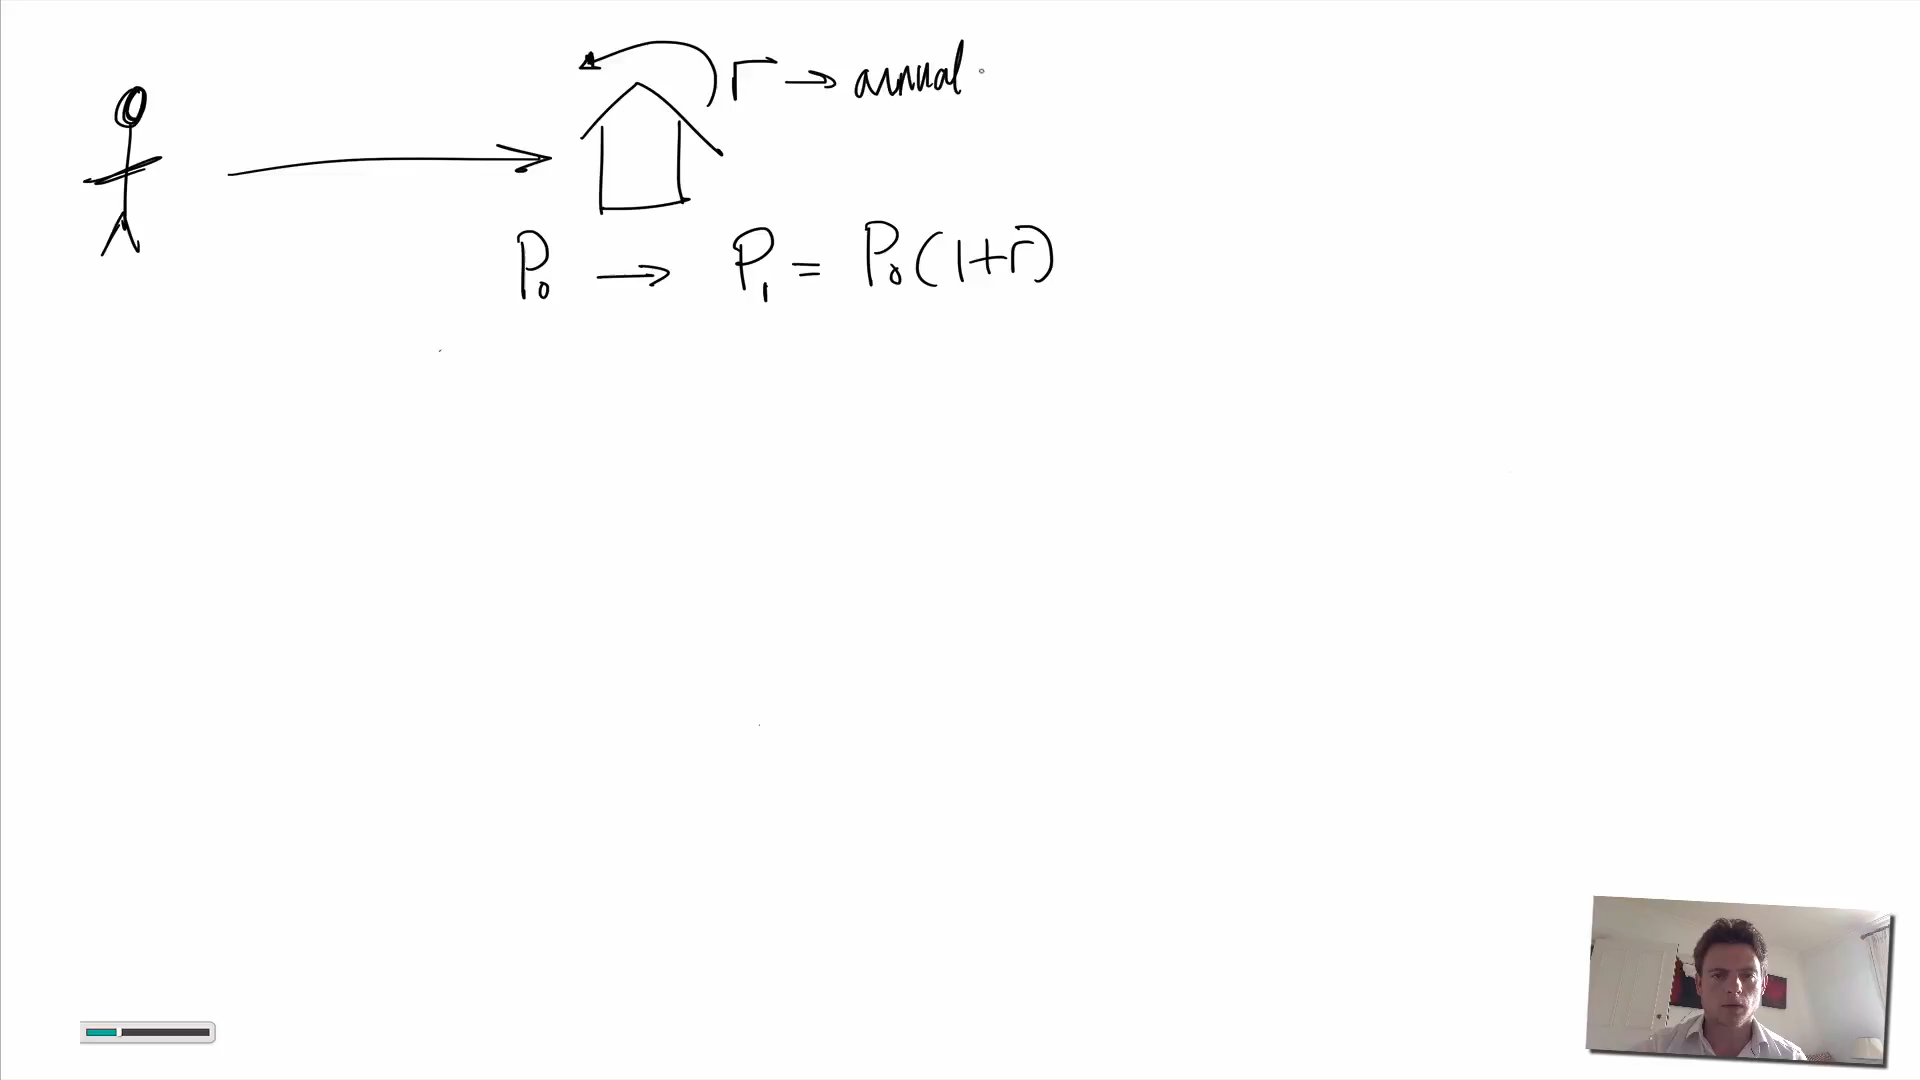 r → annual
P₀ → P₁ = P₀(1+r)